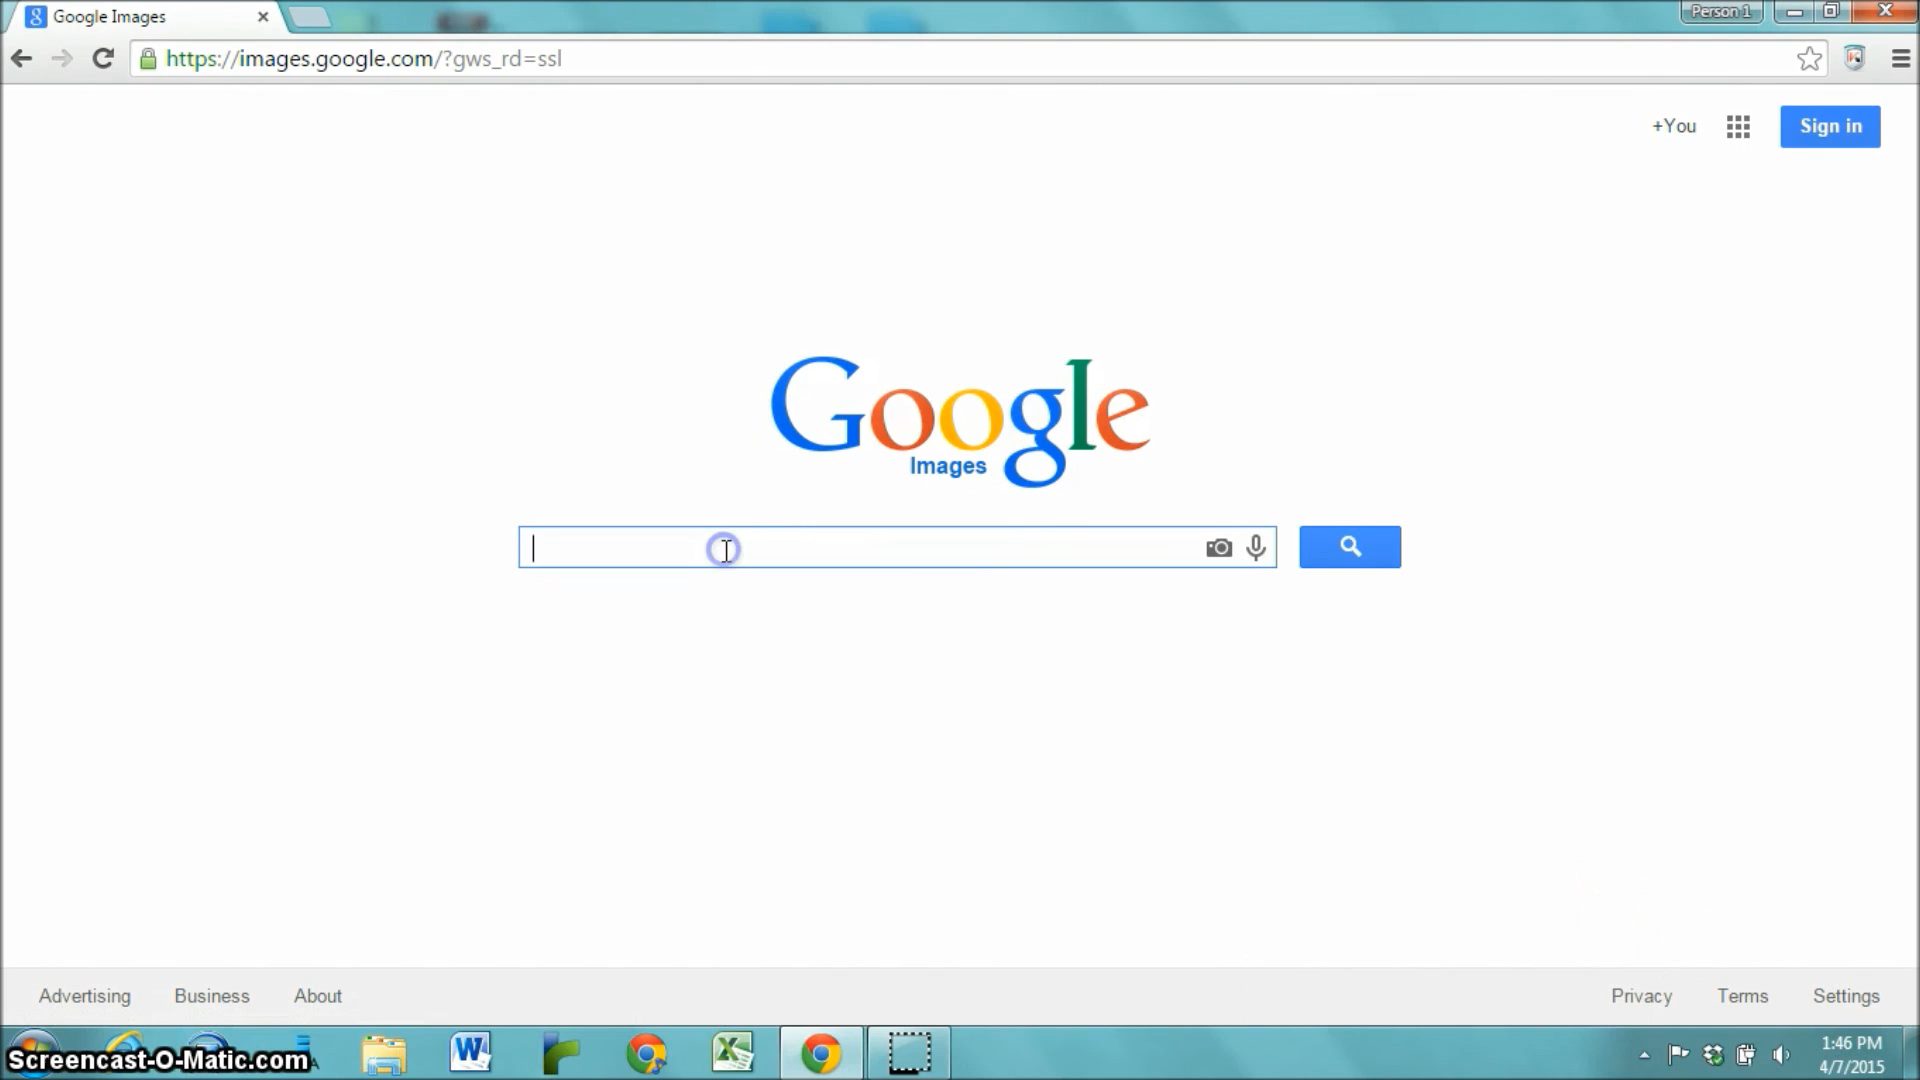 Google Images
Person 1
https://images.google.com/?gws_rd=ssl
+You
Sign in
Google
Images
Advertising Business About
Privacy Terms Settings
Screencast-O-Matic.com
1:46 PM
4/7/2015